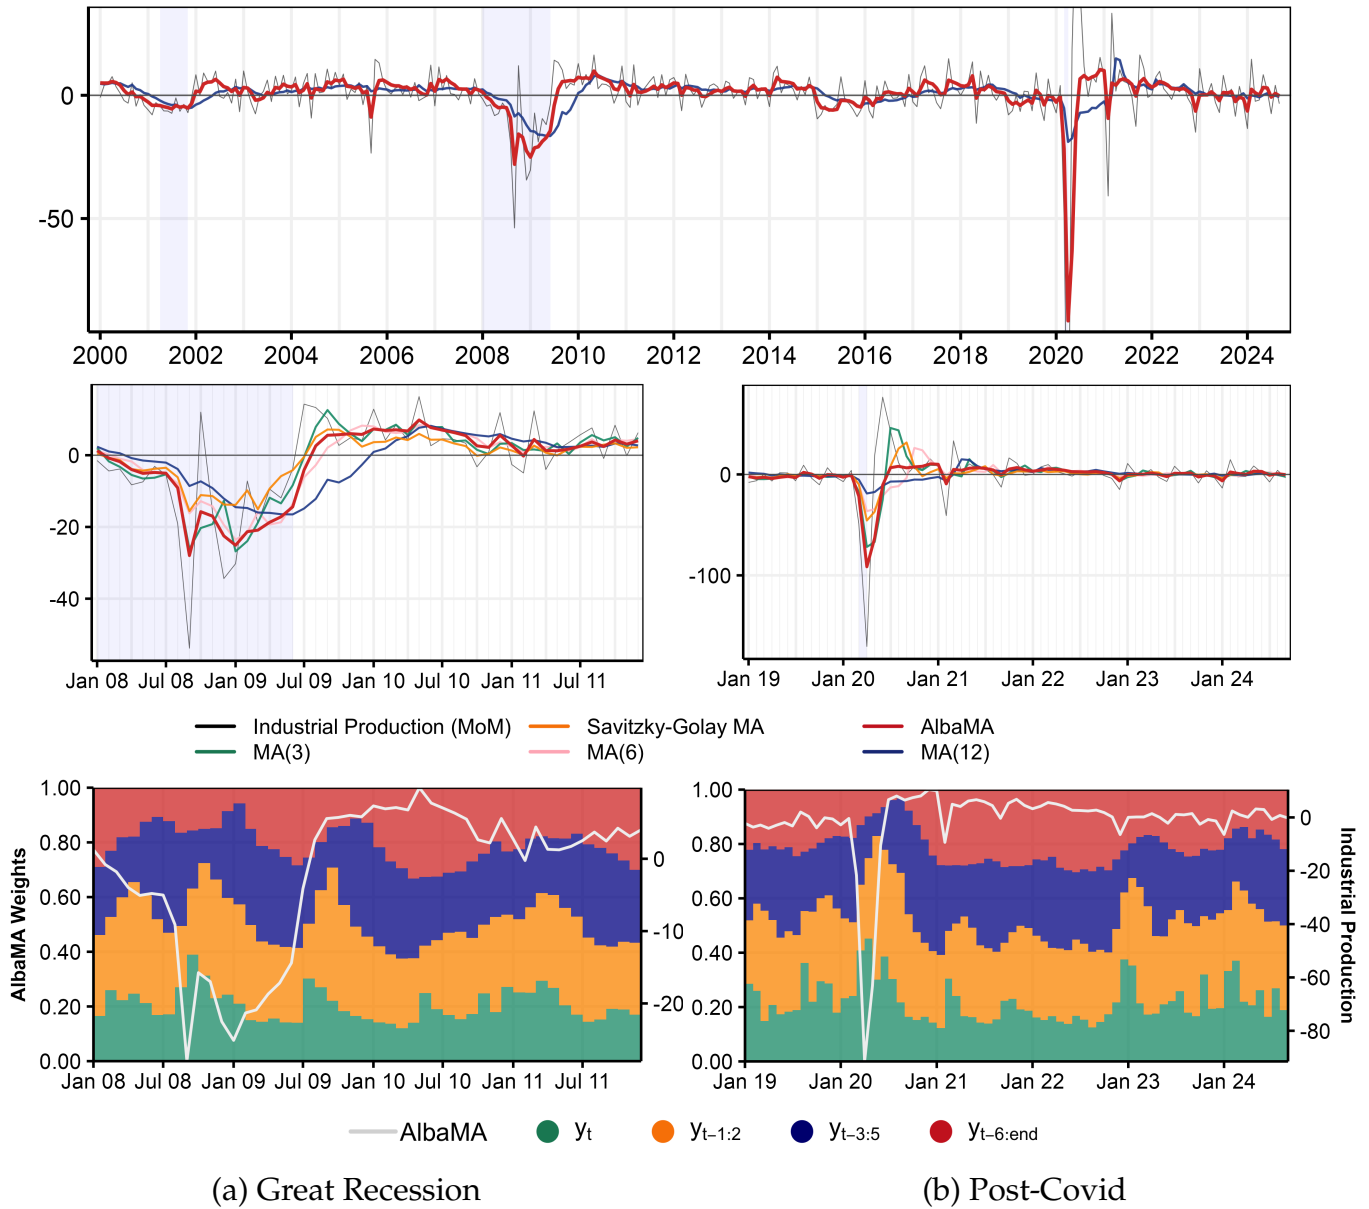 0
-50
2000 2002 2004 2006 2008 2010 2012 2014 2016 2018 2020 2022 2024
0
-20
-40
Jan 08 Jul 08 Jan 09 Jul 09 Jan 10 Jul 10 Jan 11 Jul 11
0
-100
Jan 19 Jan 20 Jan 21 Jan 22 Jan 23 Jan 24
Industrial Production (MoM) Savitzky-Golay MA AlbaMA
MA(3) MA(6) MA(12)
AlbaMA Weights
1.00
0.80
0.60
0.40
0.20
0.00
0
-10
-20
Jan 08 Jul 08 Jan 09 Jul 09 Jan 10 Jul 10 Jan 11 Jul 11
1.00
0.80
0.60
0.40
0.20
0.00
0
-20
-40
-60
-80
Industrial Production
Jan 19 Jan 20 Jan 21 Jan 22 Jan 23 Jan 24
AlbaMA yt yt−1:2 yt−3:5 yt−6:end
(a) Great Recession (b) Post-Covid